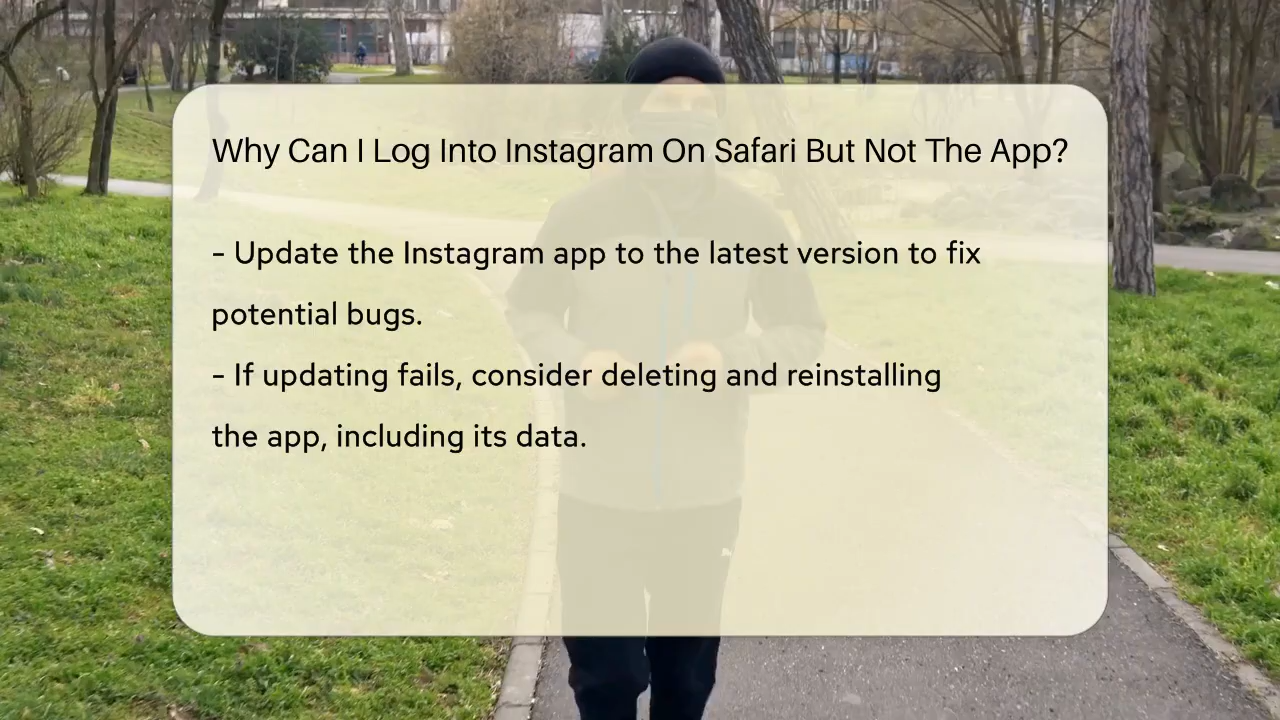 Why Can I Log Into Instagram On Safari But Not The App?
- Update the Instagram app to the latest version to fix
potential bugs.
- If updating fails, consider deleting and reinstalling
the app, including its data.